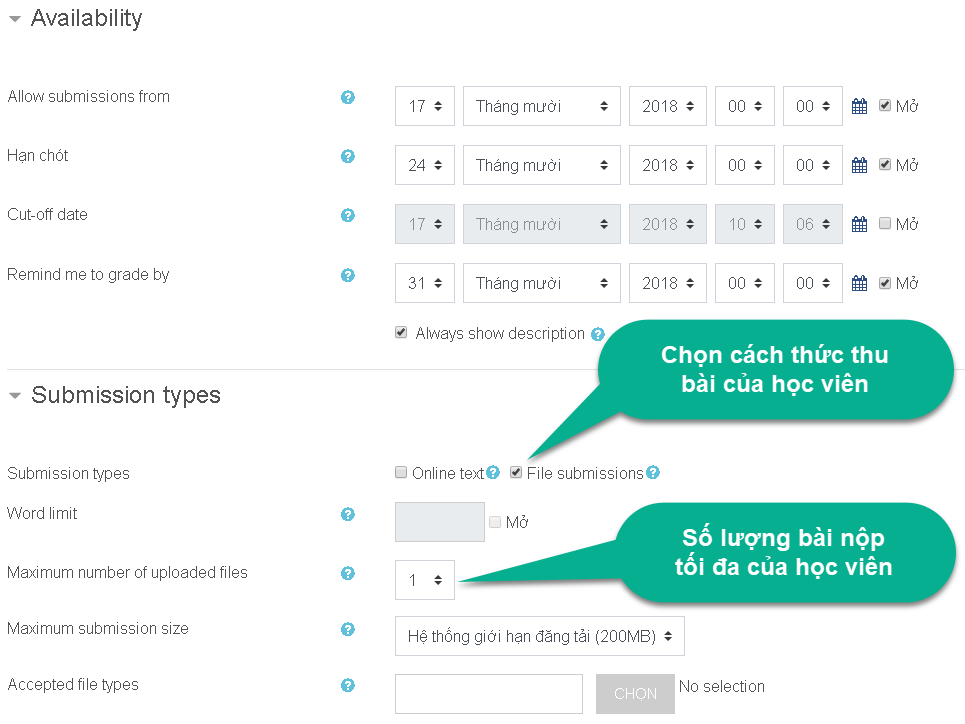 Availability
Allow submissions from 17 Tháng mười 2018 00 00 Mở
Hạn chót 24 Tháng mười 2018 00 00 Mở
Cut-off date 17 Tháng mười 2018 10 06 Mở
Remind me to grade by 31 Tháng mười 2018 00 00 Mở
Always show description
Chọn cách thức thu
bài của học viên
Submission types
Submission types Online text File submissions
Word limit Mở
Số lượng bài nộp
tối đa của học viên
Maximum number of uploaded files 1
Maximum submission size Hệ thống giới hạn đăng tải (200MB)
Accepted file types CHỌN No selection